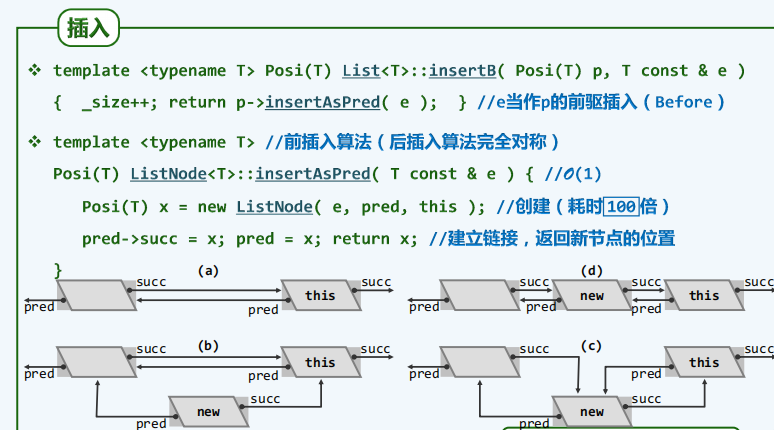 插入
❖ template <typename T> Posi(T) List<T>::insertB( Posi(T) p, T const & e )
{ _size++; return p->insertAsPred( e ); } //e当作p的前驱插入（Before）
❖ template <typename T> //前插入算法（后插入算法完全对称）
Posi(T) ListNode<T>::insertAsPred( T const & e ) { //O(1)
Posi(T) x = new ListNode( e, pred, this ); //创建（耗时100倍）
pred->succ = x; pred = x; return x; //建立链接，返回新节点的位置
}
(a) (d)
succ succ succ succ succ
this new this
pred pred pred pred pred
(b) (c)
succ succ succ succ
this this
pred pred pred pred
succ succ
new new
pred pred